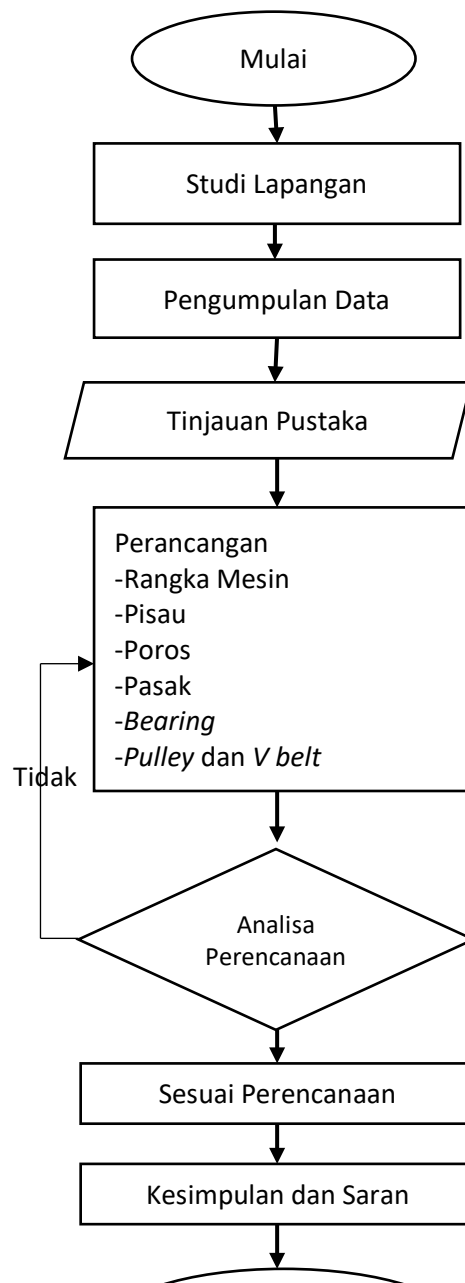 Mulai
Studi Lapangan
Pengumpulan Data
Tinjauan Pustaka
Perancangan
-Rangka Mesin
-Pisau
-Poros
-Pasak
-Bearing
-Pulley dan V belt
Tidak
Analisa
Perencanaan
Sesuai Perencanaan
Kesimpulan dan Saran